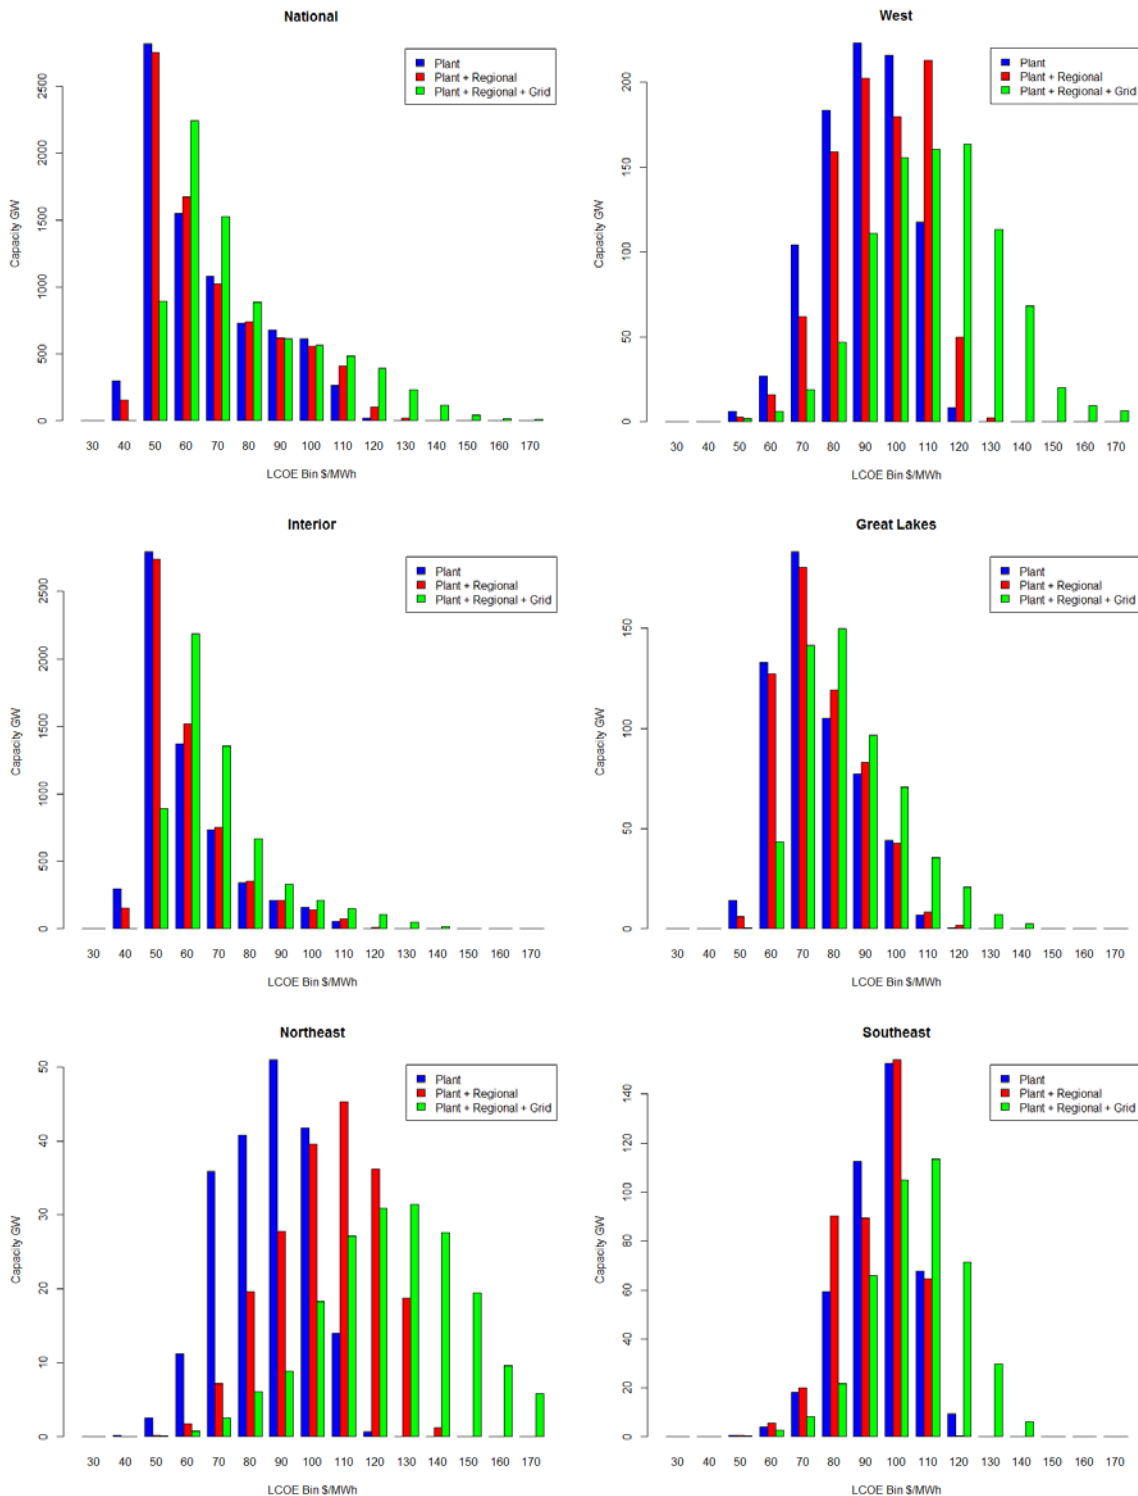 National
Capacity GW
0 500 1000 1500 2000 2500
Plant
Plant + Regional
Plant + Regional + Grid
30 40 50 60 70 80 90 100 110 120 130 140 150 160 170
LCOE Bin $/MWh
West
Capacity GW
0 50 100 150 200
Plant
Plant + Regional
Plant + Regional + Grid
30 40 50 60 70 80 90 100 110 120 130 140 150 160 170
LCOE Bin $/MWh
Interior
Capacity GW
0 500 1000 1500 2000 2500
Plant
Plant + Regional
Plant + Regional + Grid
30 40 50 60 70 80 90 100 110 120 130 140 150 160 170
LCOE Bin $/MWh
Great Lakes
Capacity GW
0 50 100 150
Plant
Plant + Regional
Plant + Regional + Grid
30 40 50 60 70 80 90 100 110 120 130 140 150 160 170
LCOE Bin $/MWh
Northeast
Capacity GW
0 10 20 30 40 50
Plant
Plant + Regional
Plant + Regional + Grid
30 40 50 60 70 80 90 100 110 120 130 140 150 160 170
LCOE Bin $/MWh
Southeast
Capacity GW
0 20 40 60 80 100 120 140
Plant
Plant + Regional
Plant + Regional + Grid
30 40 50 60 70 80 90 100 110 120 130 140 150 160 170
LCOE Bin $/MWh